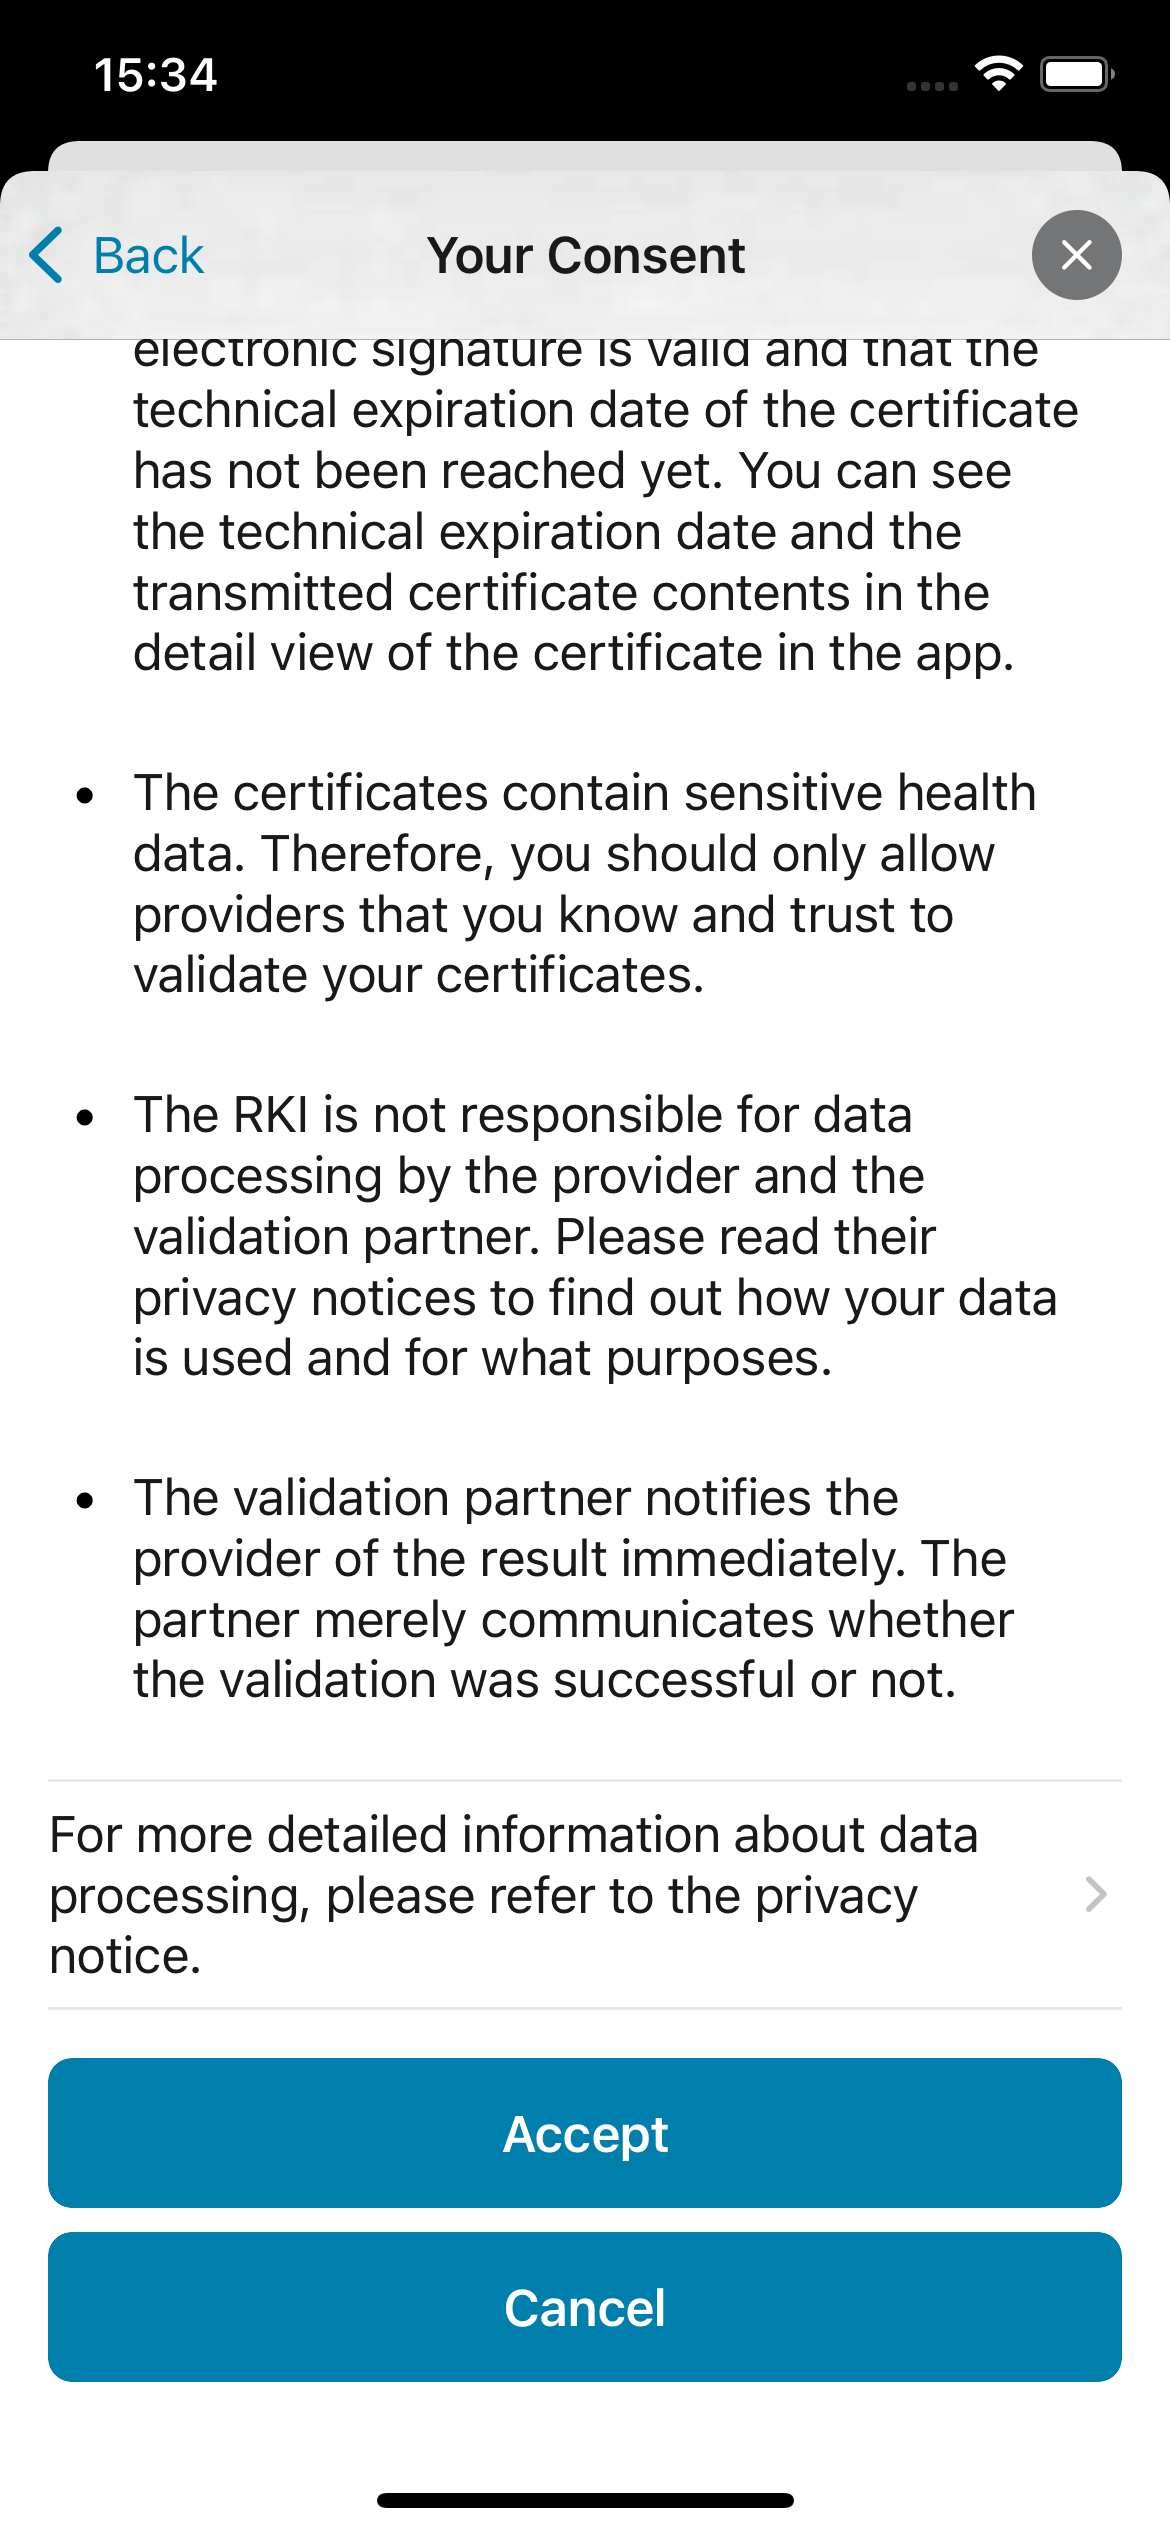 15:34
Back
Your Consent
electronic signature is valid and that the
technical expiration date of the certificate
has not been reached yet. You can see
the technical expiration date and the
transmitted certificate contents in the
detail view of the certificate in the app.
• The certificates contain sensitive health
data. Therefore, you should only allow
providers that you know and trust to
validate your certificates.
• The RKI is not responsible for data
processing by the provider and the
validation partner. Please read their
privacy notices to find out how your data
is used and for what purposes.
• The validation partner notifies the
provider of the result immediately. The
partner merely communicates whether
the validation was successful or not.
For more detailed information about data
processing, please refer to the privacy
notice.
Accept
Cancel